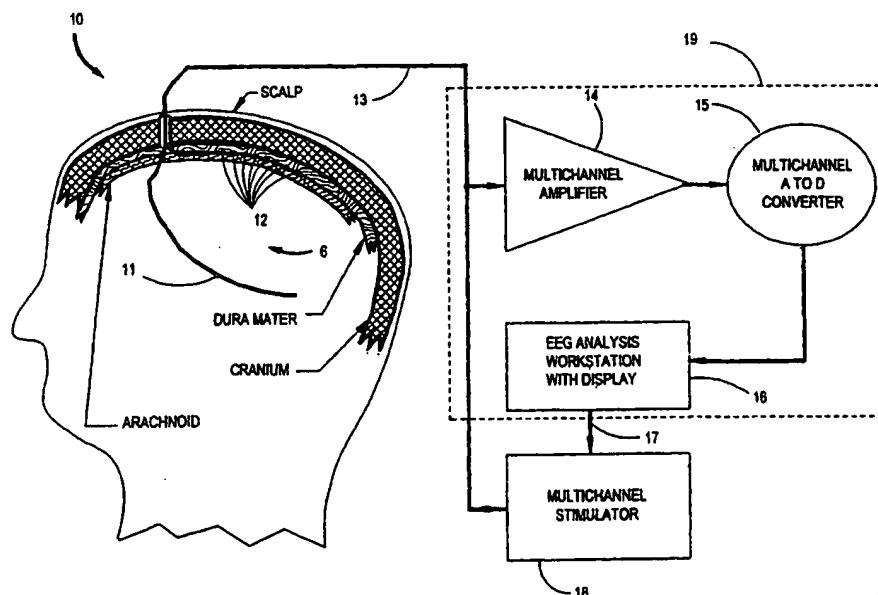 10
SCALP
13
19
14
15
MULTICHANNEL
AMPLIFIER
MULTICHANNEL
A TO D
CONVERTER
12
6
11
DURA MATER
CRANIUM
ARACHNOID
EEG ANALYSIS
WORKSTATION
WITH DISPLAY
16
17
MULTICHANNEL
STIMULATOR
18